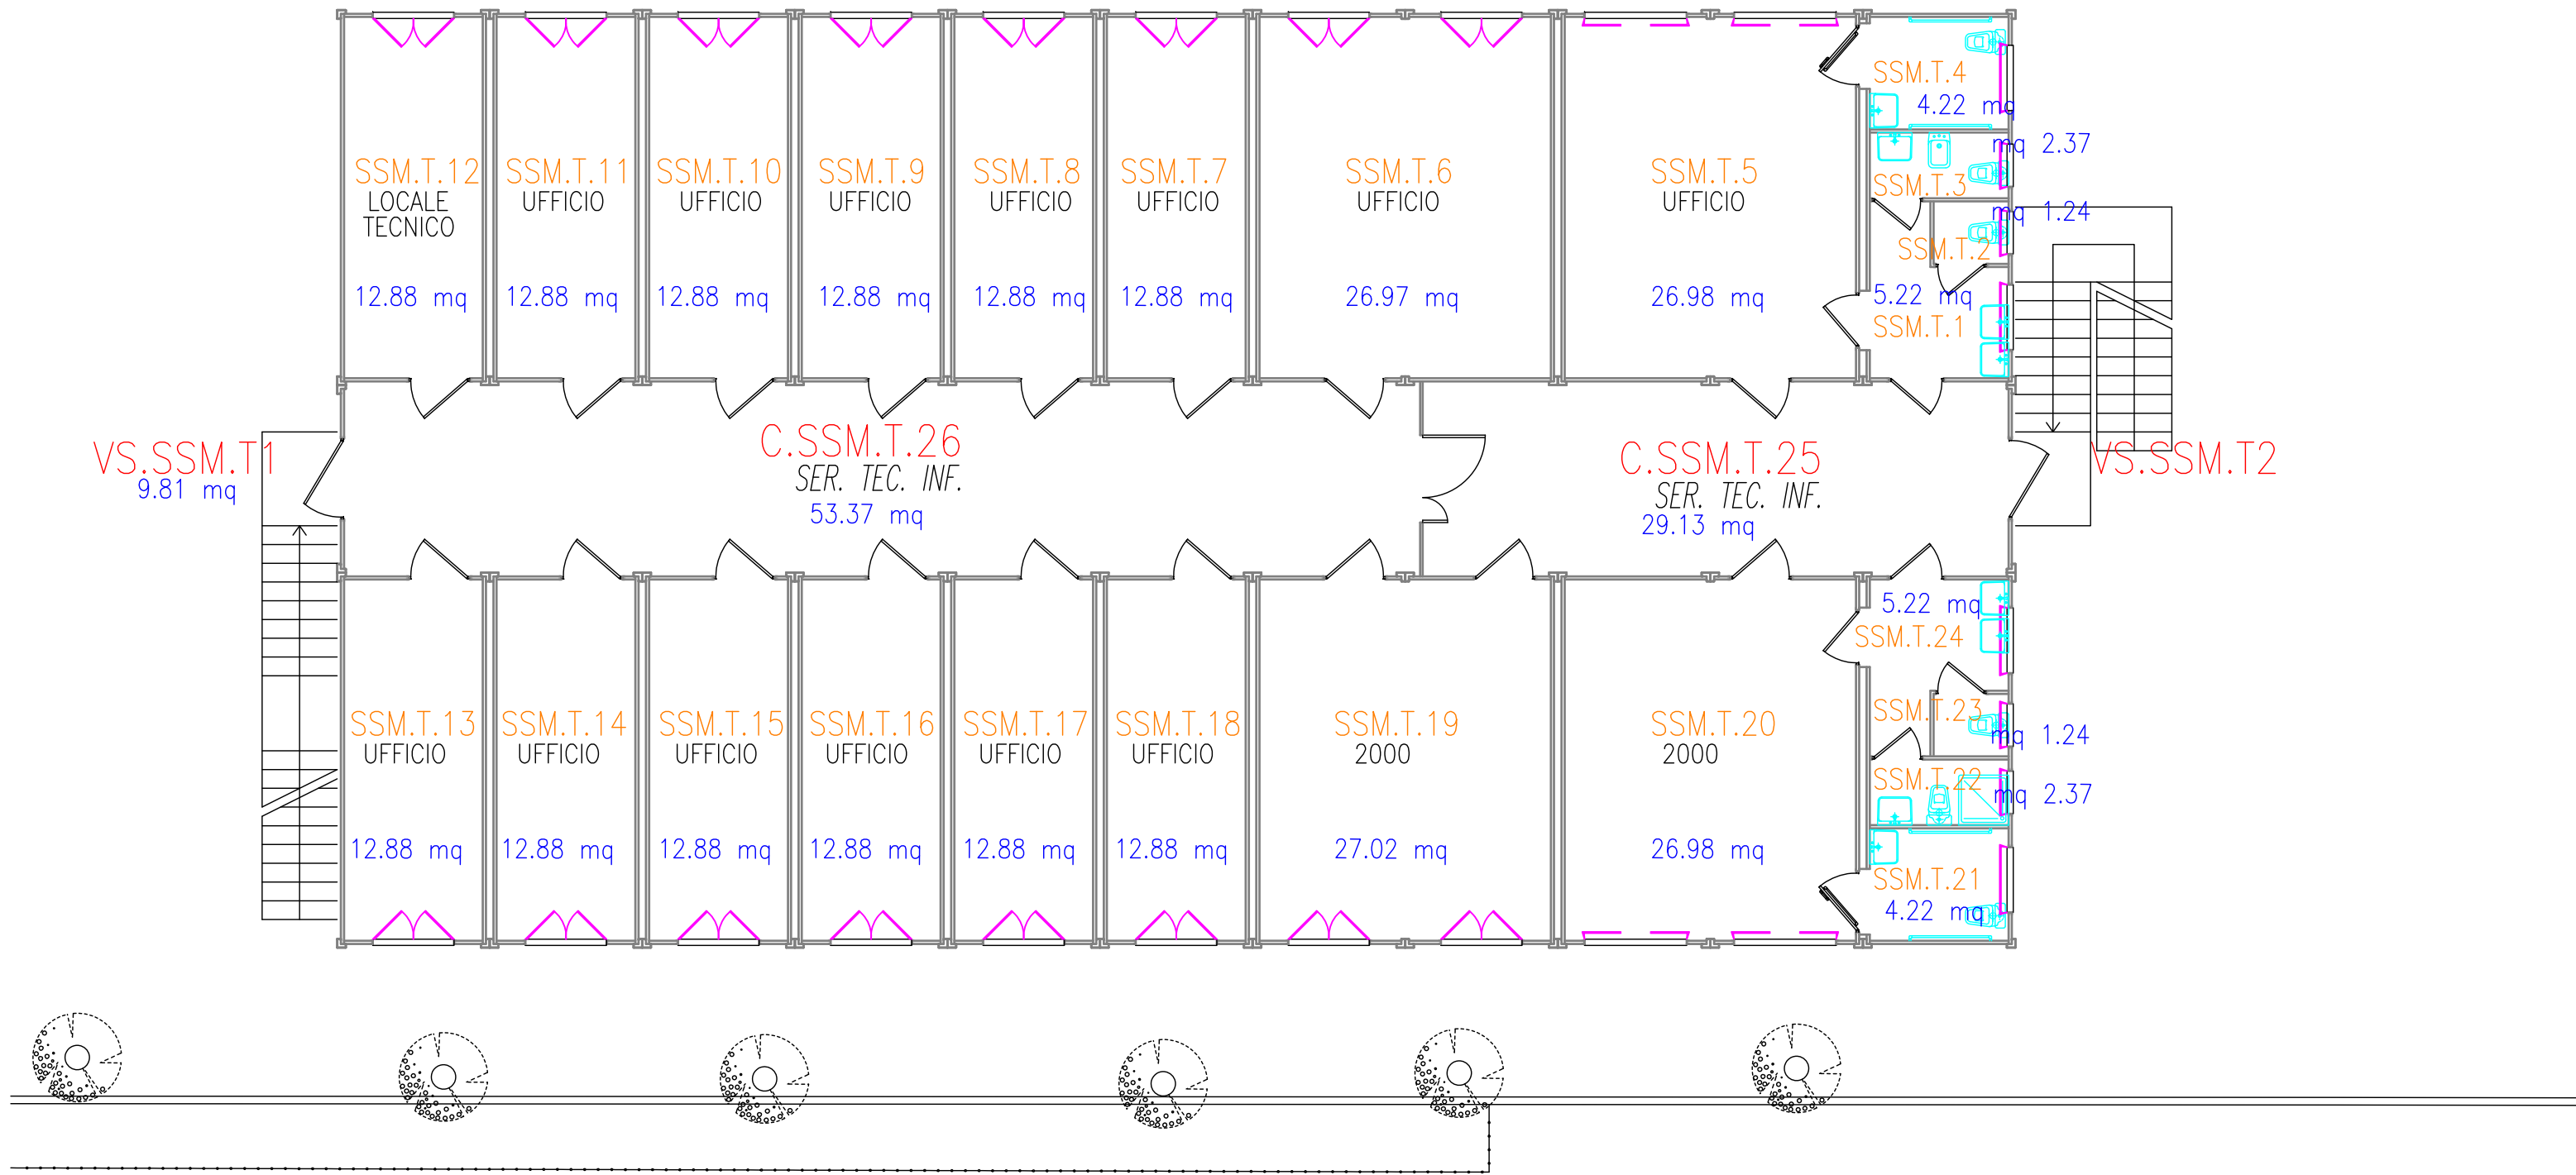 SSM.T.12
LOCALE
TECNICO
12.88 mq
SSM.T.11
UFFICIO
12.88 mq
SSM.T.10
UFFICIO
12.88 mq
SSM.T.9
UFFICIO
12.88 mq
SSM.T.8
UFFICIO
12.88 mq
SSM.T.7
UFFICIO
12.88 mq
SSM.T.6
UFFICIO
26.97 mq
SSM.T.5
UFFICIO
26.98 mq
SSM.T.4
4.22 mq
mq 2.37
SSM.T.3
mq 1.24
SSM.T.2
5.22 mq
SSM.T.1
VS.SSM.T1
9.81 mq
C.SSM.T.26
SER. TEC. INF.
53.37 mq
C.SSM.T.25
SER. TEC. INF.
29.13 mq
VS.SSM.T2
SSM.T.13
UFFICIO
12.88 mq
SSM.T.14
UFFICIO
12.88 mq
SSM.T.15
UFFICIO
12.88 mq
SSM.T.16
UFFICIO
12.88 mq
SSM.T.17
UFFICIO
12.88 mq
SSM.T.18
UFFICIO
12.88 mq
SSM.T.19
2000
27.02 mq
SSM.T.20
2000
26.98 mq
5.22 mq
SSM.T.24
SSM.T.23
mq 1.24
SSM.T.22
mq 2.37
SSM.T.21
4.22 mq